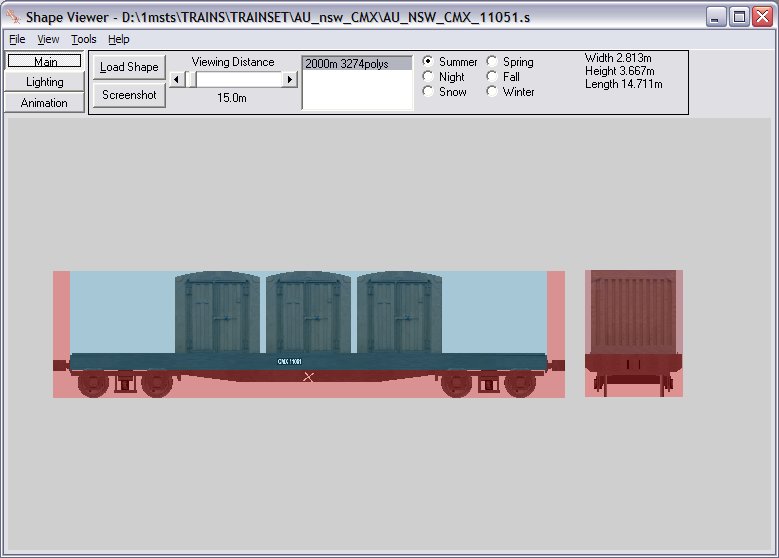 Shape Viewer - D:\1msts\TRAINS\TRAINSET\AU_nsw_CMX\AU_NSW_CMX_11051.s
File View Tools Help
Main
Lighting
Animation
Load Shape
Screenshot
Viewing Distance
15.0m
2000m 3274polys
Summer
Night
Snow
Spring
Fall
Winter
Width 2.813m
Height 3.667m
Length 14.711m